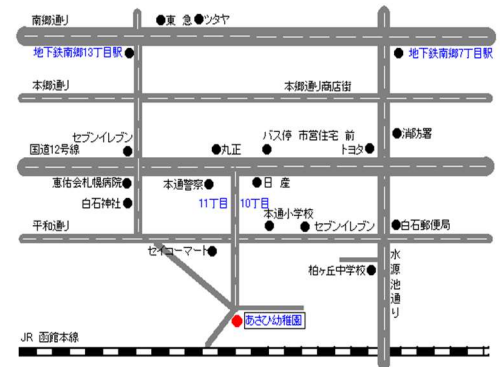 南郷通り
東 急
ツタヤ
地下鉄南郷13丁目駅
地下鉄南郷7丁目駅
本郷通り
本郷通り商店街
セブンイレブン
国道12号線
丸正
バス停 市営住宅 前
トヨタ
消防署
恵佑会札幌病院
本通警察
日 産
白石神社
11丁目
10丁目
本通小学校
平和通り
セブンイレブン
白石郵便局
セイコーマート
柏ヶ丘中学校
水源池通り
あさひ幼稚園
JR 函館本線